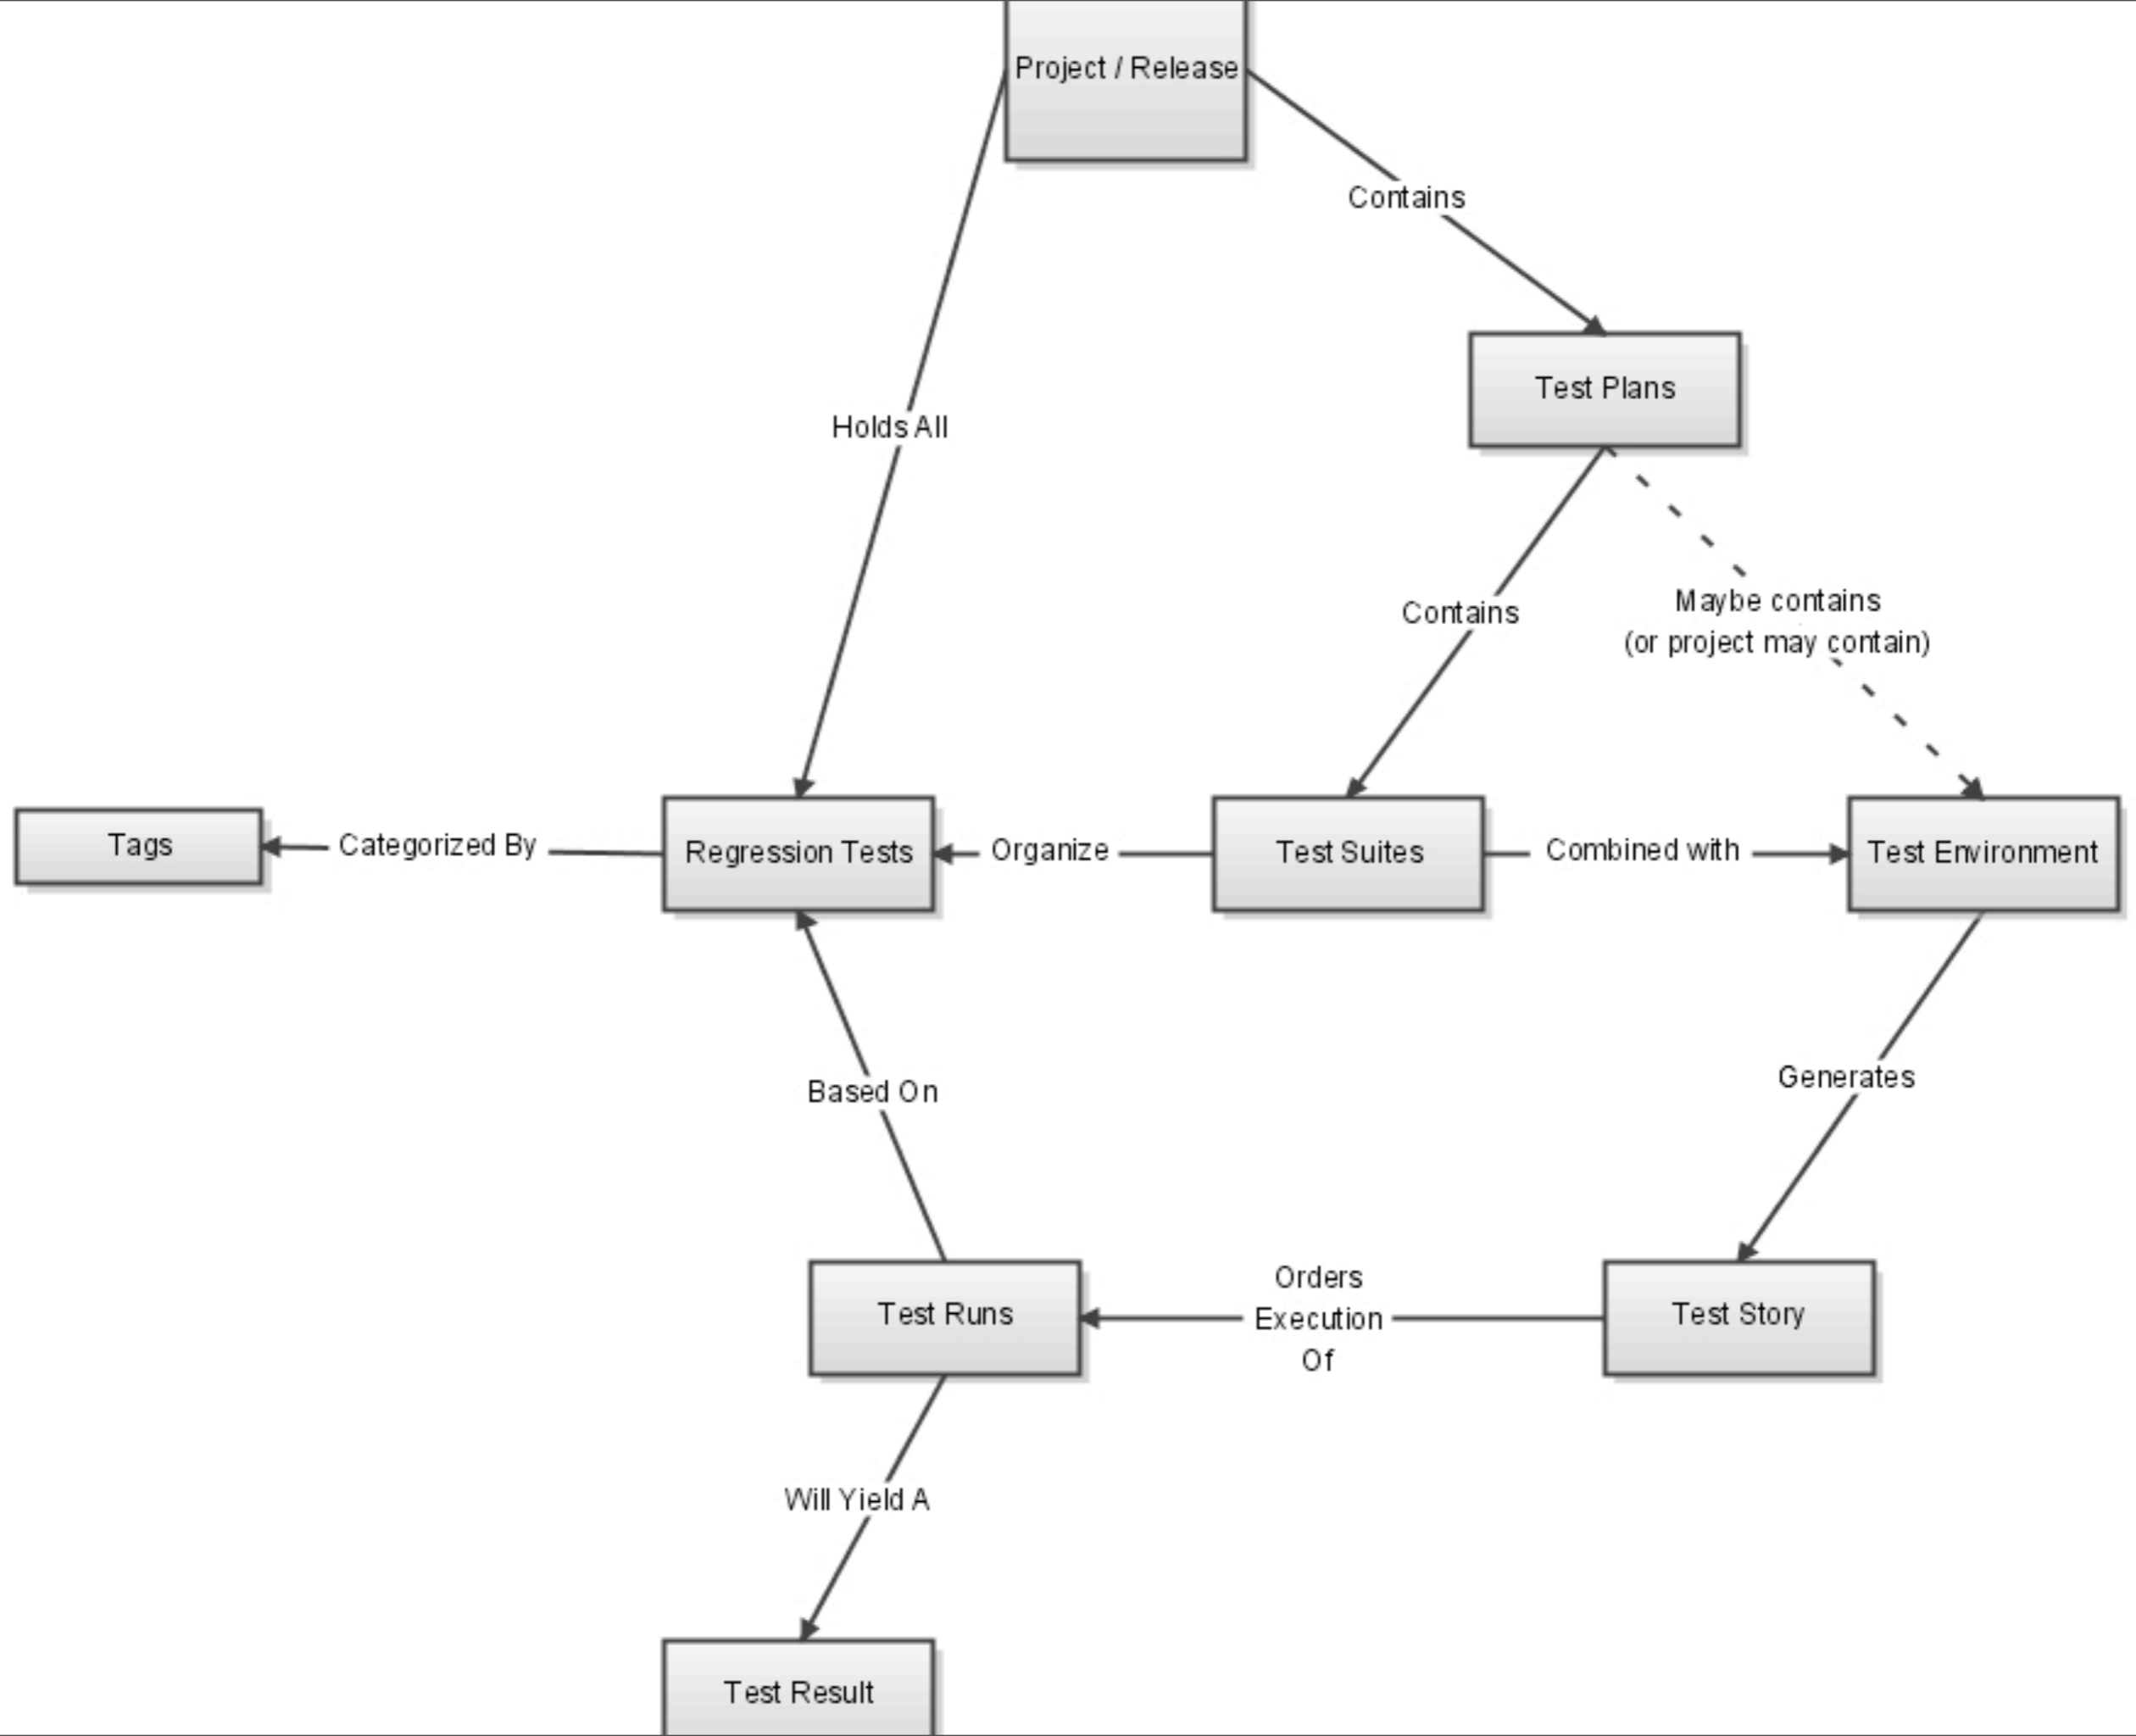 Project / Release
Contains
Test Plans
Holds All
Contains
Maybe contains
(or project may contain)
Tags
Categorized By
Regression Tests
Organize
Test Suites
Combined with
Test Environment
Based On
Generates
Test Runs
Orders
Execution
Of
Test Story
Will Yield A
Test Result